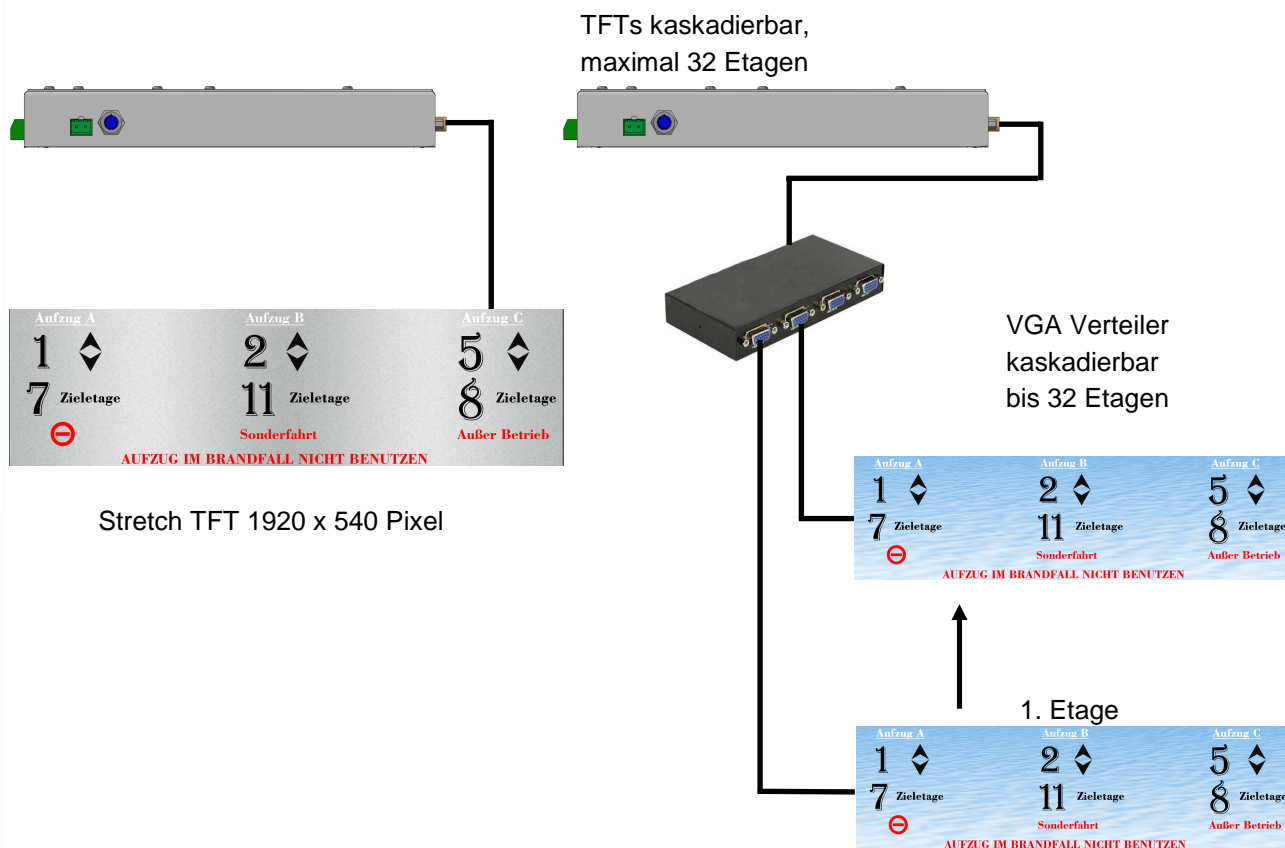 TFTs kaskadierbar,
maximal 32 Etagen
Aufzug A Aufzug B Aufzug C
1 2 5
7 Zieletage 11 Zieletage 8 Zieletage
Sonderfahrt Außer Betrieb
AUFZUG IM BRANDFALL NICHT BENUTZEN
Stretch TFT 1920 x 540 Pixel
VGA Verteiler
kaskadierbar
bis 32 Etagen
Aufzug A Aufzug B Aufzug C
1 2 5
7 Zieletage 11 Zieletage 8 Zieletage
Sonderfahrt Außer Betrieb
AUFZUG IM BRANDFALL NICHT BENUTZEN
1. Etage
Aufzug A Aufzug B Aufzug C
1 2 5
7 Zieletage 11 Zieletage 8 Zieletage
Sonderfahrt Außer Betrieb
AUFZUG IM BRANDFALL NICHT BENUTZEN